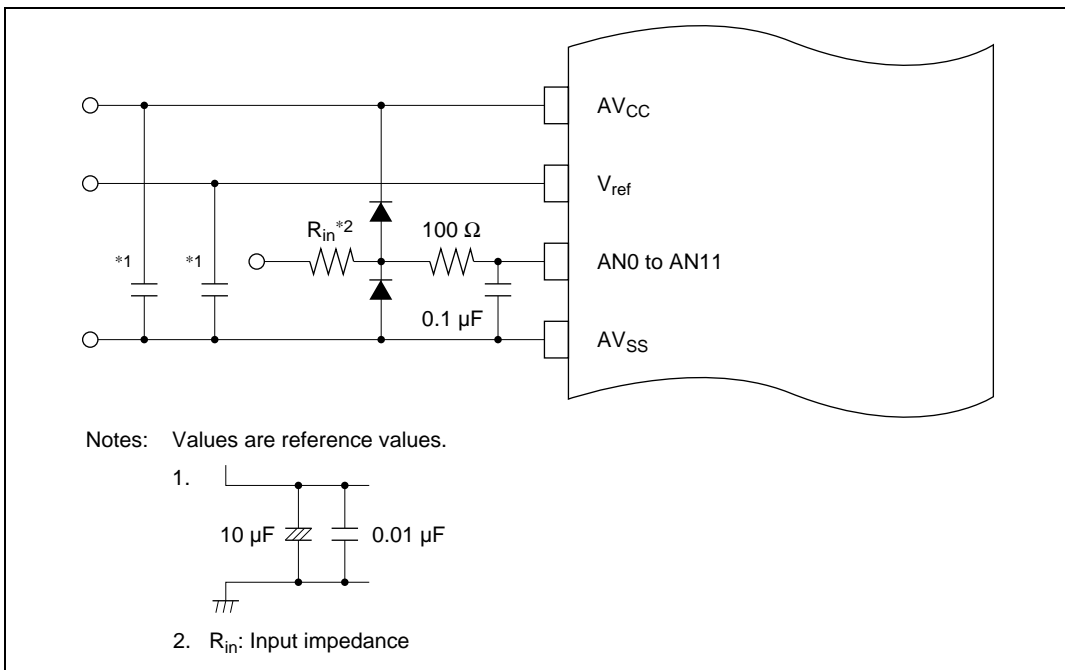 AVCC
Vref
Rin*2
100 Ω
*1
*1
AN0 to AN11
0.1 µF
AVSS
Notes: Values are reference values.
1.
10 µF
0.01 µF
2. Rin: Input impedance